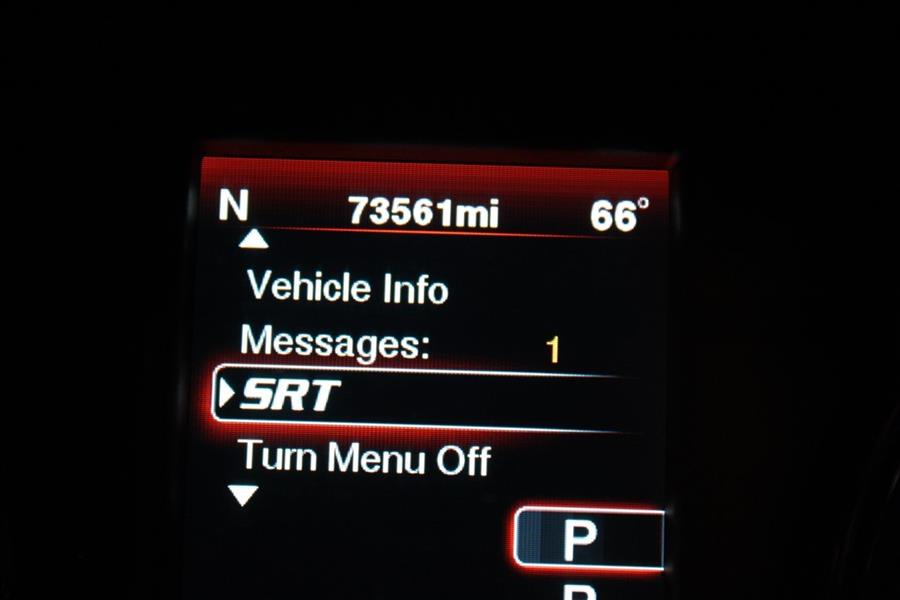 N 73561mi 66°
Vehicle Info
Messages: 1
SRT
Turn Menu Off
P